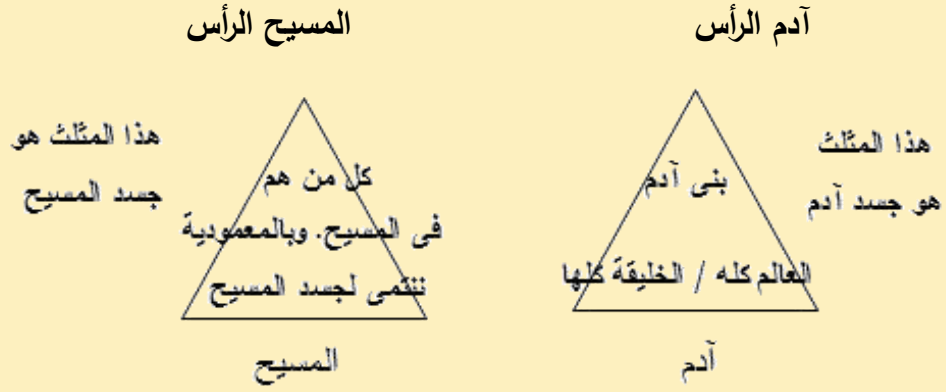 آدم الرأس
هذا المثلث
هو جسد آدم
بنى آدم
العالم كله / الخليقة كلها
آدم
المسيح الرأس
كل من هم
فى المسيح. وبالمعمودية
ننتمى لجسد المسيح
هذا المثلث هو
جسد المسيح
المسيح